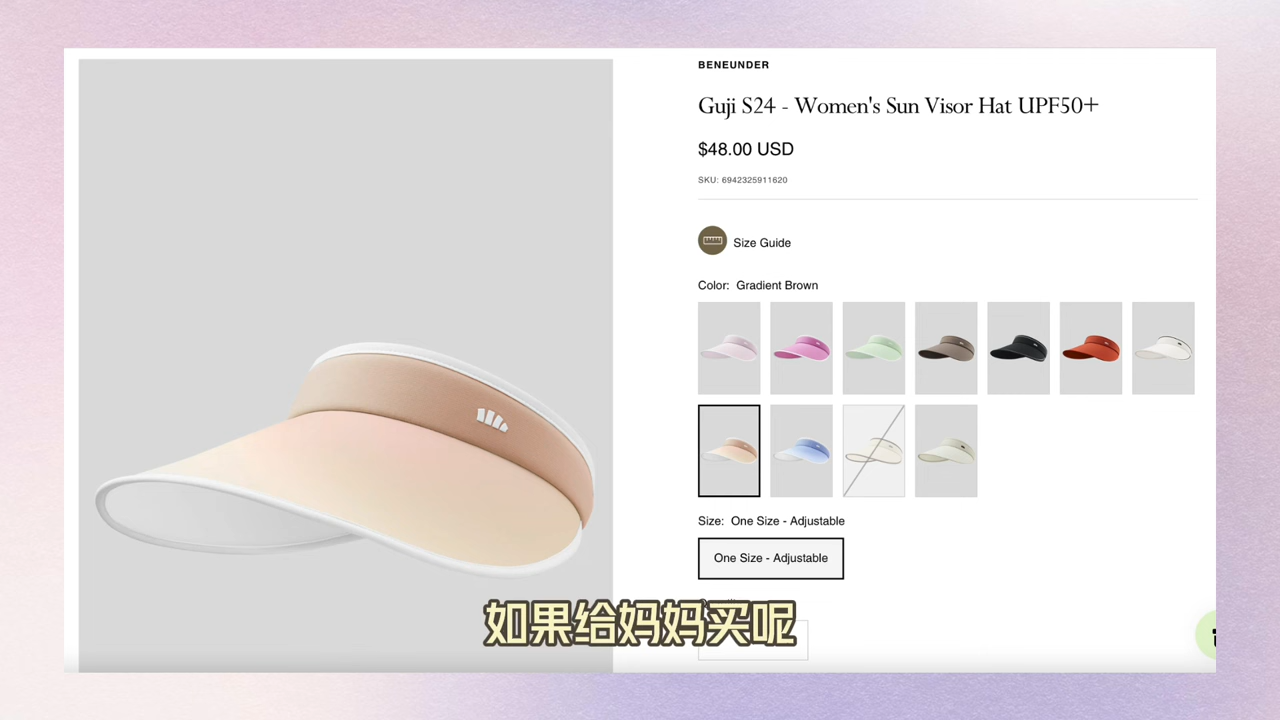 BENEUNDER
Guji S24 - Women's Sun Visor Hat UPF50+
$48.00 USD
SKU: 6942325911620
Size Guide
Color: Gradient Brown
Size: One Size - Adjustable
One Size - Adjustable
如果给妈妈买呢